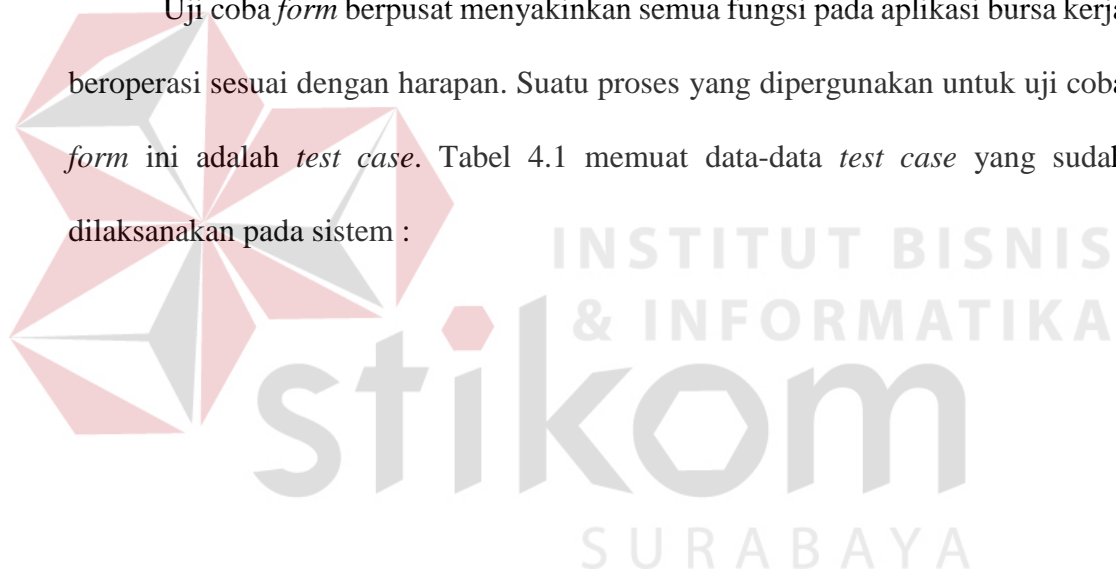 Uji coba form berpusat menyakinkan semua fungsi pada aplikasi bursa kerja
beroperasi sesuai dengan harapan. Suatu proses yang dipergunakan untuk uji coba
form ini adalah test case. Tabel 4.1 memuat data-data test case yang sudah
dilaksanakan pada sistem :
INSTITUT BISNIS
& INFORMATIKA
stikom
SURABAYA